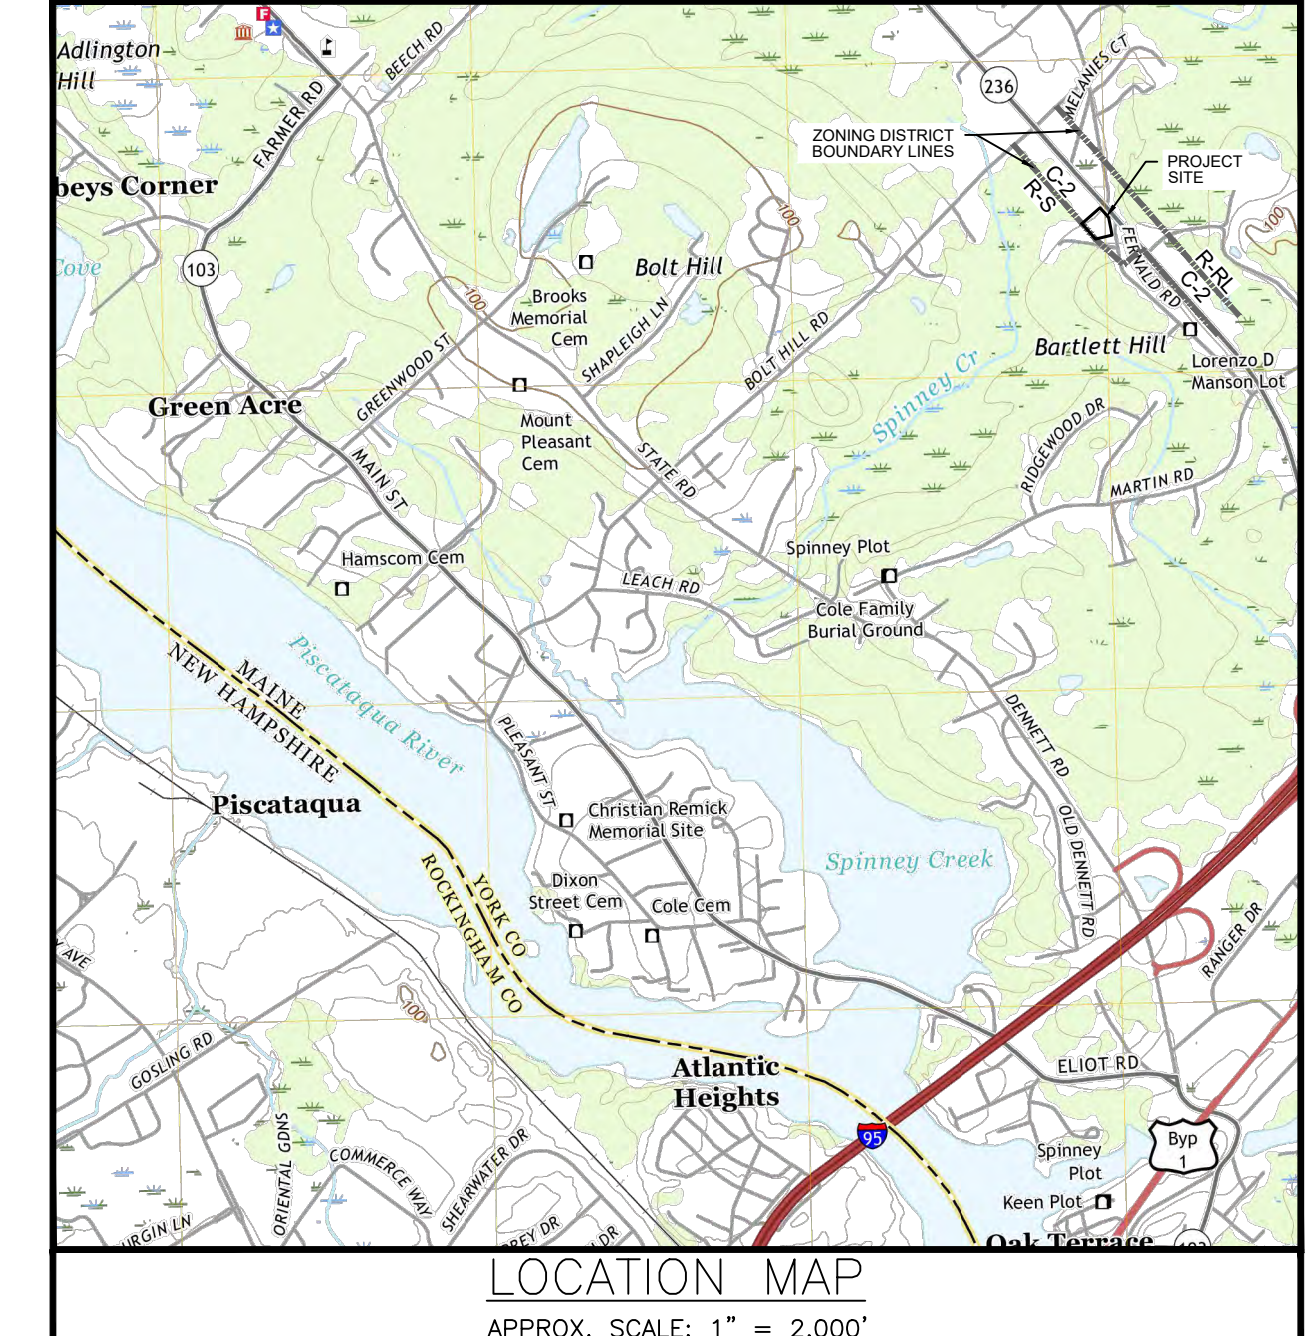 Adlington
Hill
F
BEECH RD
FARMER RD
236
MELANIES CT
ZONING DISTRICT
BOUNDARY LINES
PROJECT
SITE
C-2
R-S
beys Corner
100
100
FERNALD RD
R-RL
C-2
Cove
103
Bolt Hill
100
Brooks
Memorial
Cem
SHAPLEIGH LN
BOLT HILL RD
GREENWOOD ST
Spinney Cr
Bartlett Hill
Lorenzo D
Manson Lot
Green Acre
Mount
Pleasant
Cem
RIDGEWOOD DR
MAIN ST
STATE RD
MARTIN RD
Hamscom Cem
Spinney Plot
LEACH RD
Cole Family
Burial Ground
Piscataqua River
MAINE
NEW HAMPSHIRE
DENNETT RD
PLEASANT ST
Piscataqua
Christian Remick
Memorial Site
OLD DENNETT RD
Spinney Creek
YORK CO
ROCKINGHAM CO
Dixon
Street Cem
Cole Cem
RANGER DR
AVE
100
GOSLING RD
Atlantic
Heights
ELIOT RD
95
Byp
1
ORIENTAL GDNS
COMMERCE WAY
SHEARWATER DR
Spinney
Plot
Keen Plot
URGIN LN
REY DR
DR
Oak Terrace
103
LOCATION MAP
APPROX. SCALE: 1" = 2,000'